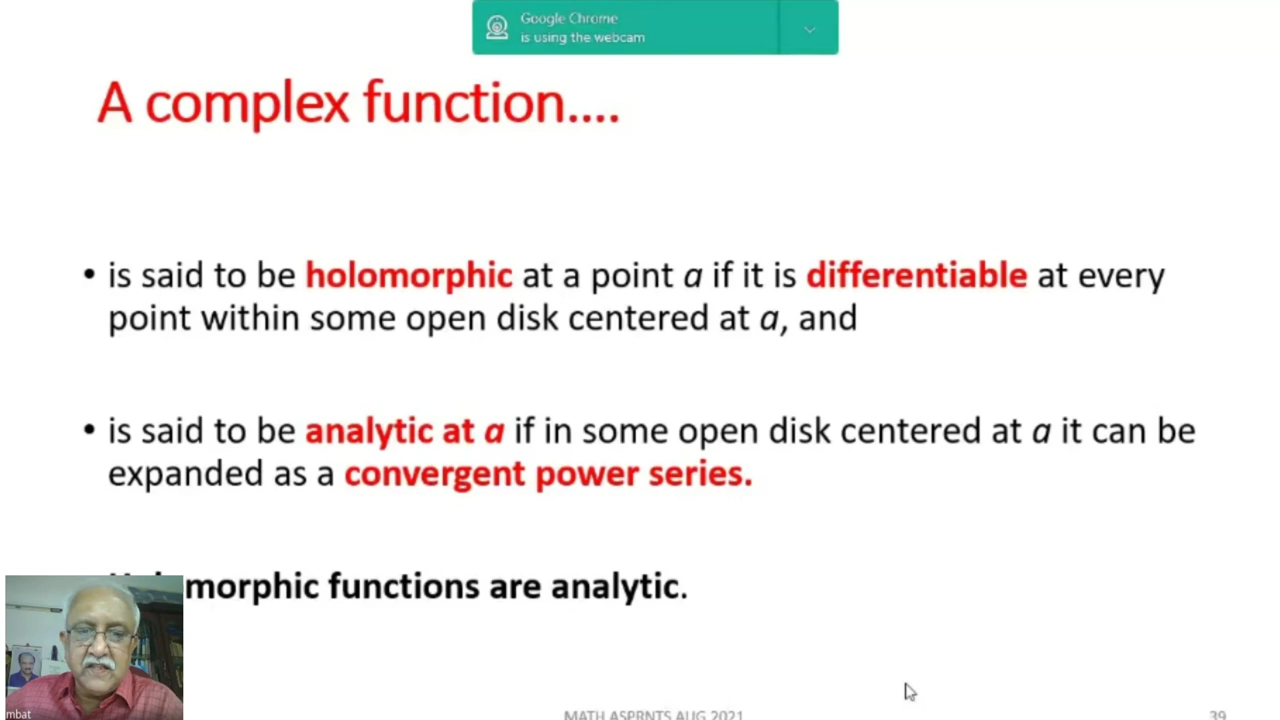 Google Chrome
is using the webcam
A complex function....
• is said to be holomorphic at a point a if it is differentiable at every
point within some open disk centered at a, and
• is said to be analytic at a if in some open disk centered at a it can be
expanded as a convergent power series.
morphic functions are analytic.
mbat
MATH ASPRNTS AUG 2021
39